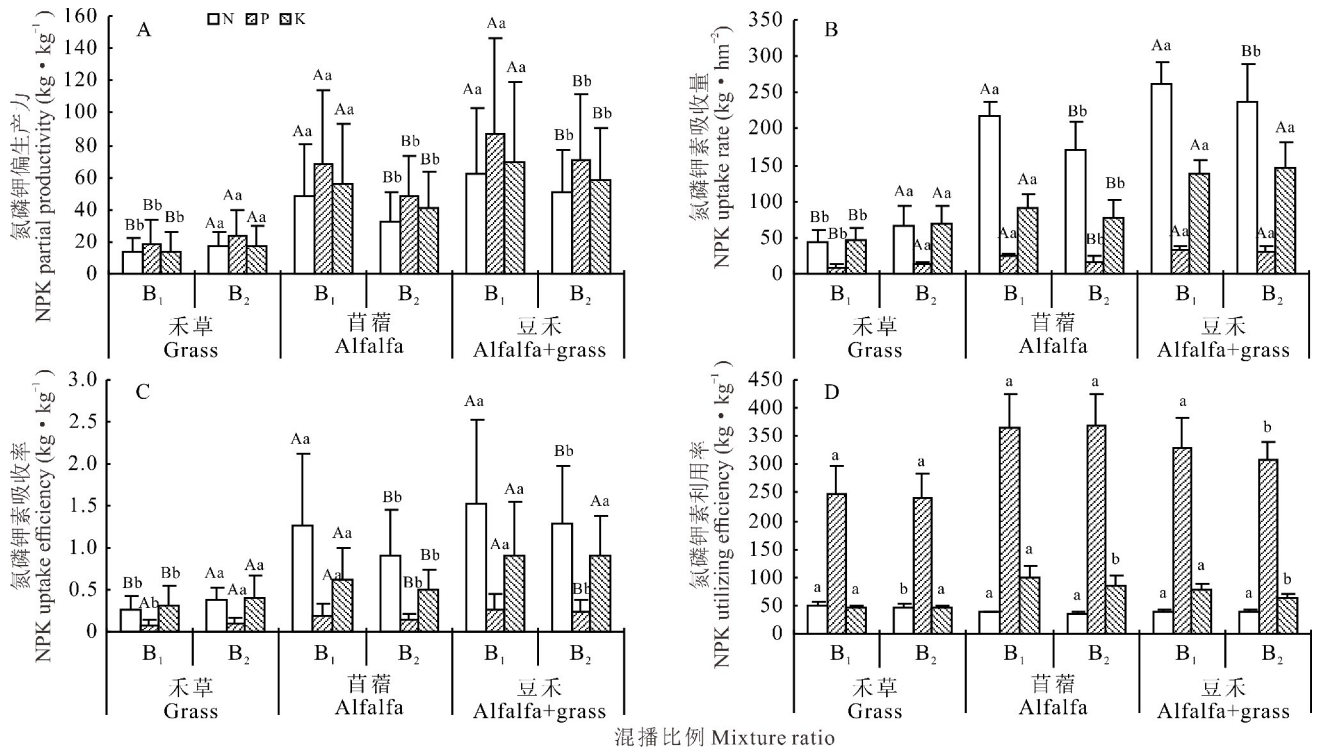 A
N P K
氮磷钾偏生产力
NPK partial productivity (kg·kg⁻¹)
160
140
120
100
80
60
40
20
0
Bb Bb Bb Aa Aa Aa Aa Aa Aa Bb Bb Bb Aa Aa Aa Bb Bb Bb
B₁ B₂ B₁ B₂ B₁ B₂
禾草 苜蓿 豆禾
Grass Alfalfa Alfalfa+grass
B
氮磷钾素吸收量
NPK uptake rate (kg·hm⁻²)
350
300
250
200
150
100
50
0
Bb Bb Bb Aa Aa Aa Aa Aa Aa Bb Bb Bb Aa Aa Aa Bb Aa Aa
B₁ B₂ B₁ B₂ B₁ B₂
禾草 苜蓿 豆禾
Grass Alfalfa Alfalfa+grass
C
氮磷钾素吸收率
NPK uptake efficiency (kg·kg⁻¹)
3.0
2.5
2.0
1.5
1.0
0.5
0
Bb Ab Bb Aa Aa Aa Aa Aa Aa Bb Bb Bb Aa Aa Aa Bb Bb Aa
B₁ B₂ B₁ B₂ B₁ B₂
禾草 苜蓿 豆禾
Grass Alfalfa Alfalfa+grass
D
氮磷钾素利用率
NPK utilizing efficiency (kg·kg⁻¹)
450
400
350
300
250
200
150
100
50
0
a a a b a a a a a a a b a a a a b b
B₁ B₂ B₁ B₂ B₁ B₂
禾草 苜蓿 豆禾
Grass Alfalfa Alfalfa+grass
混播比例 Mixture ratio